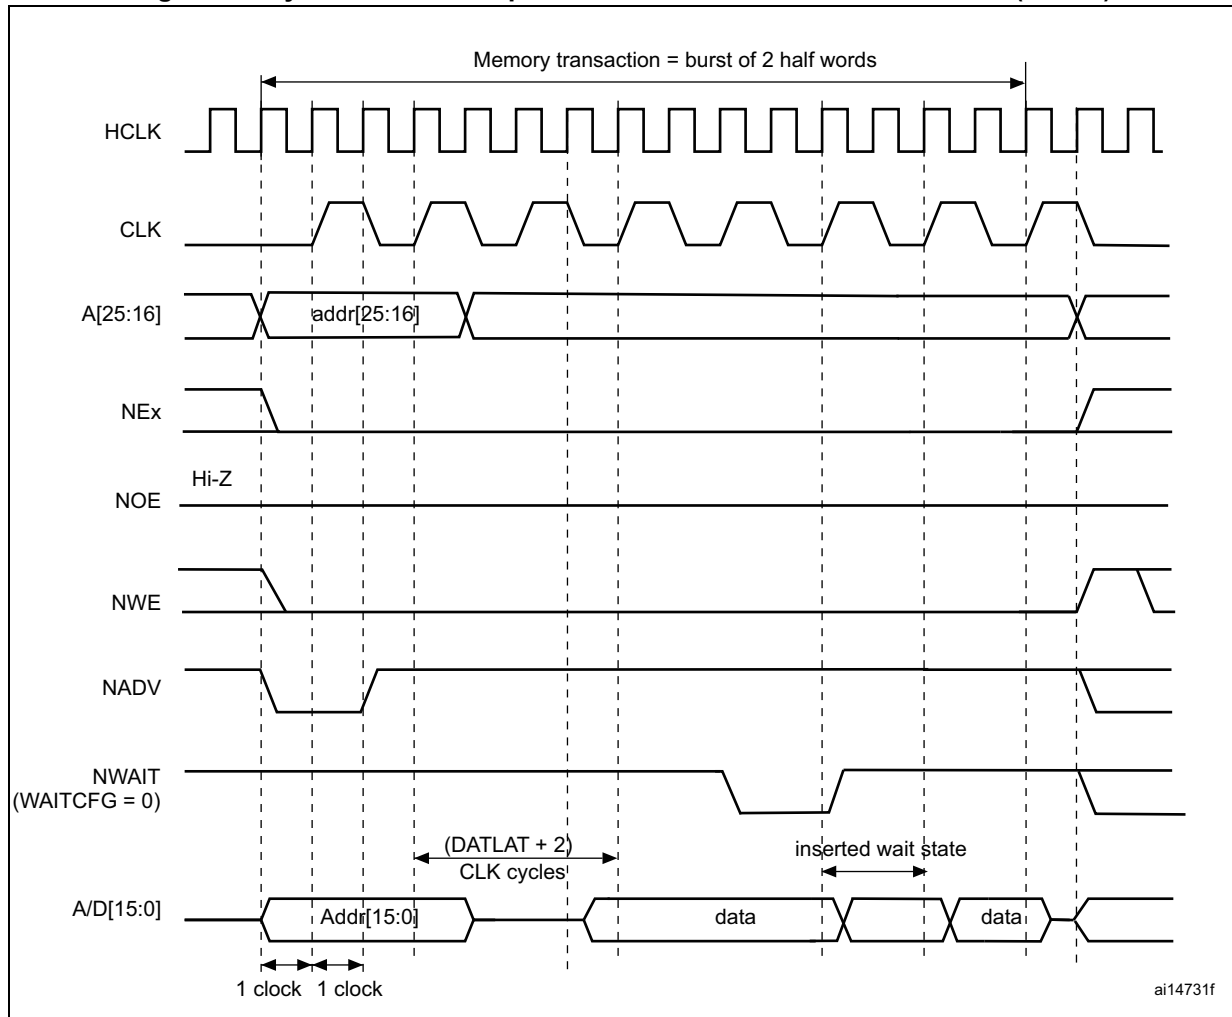 Memory transaction = burst of 2 half words
HCLK
CLK
A[25:16]
addr[25:16]
NEx
Hi-Z
NOE
NWE
NADV
NWAIT
(WAITCFG = 0)
(DATLAT + 2)
CLK cycles
inserted wait state
A/D[15:0]
Addr[15:0]
data
data
1 clock
1 clock
ai14731f